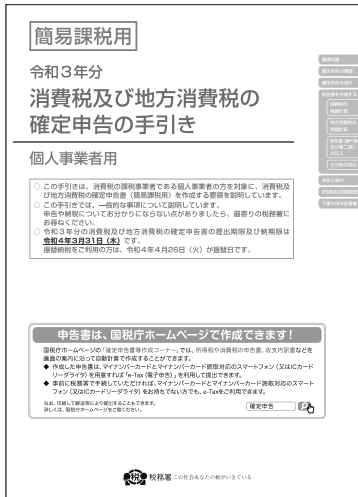 簡易課税用
令和3年分
消費税及び地方消費税の
確定申告の手引き
個人事業者用
○ この手引きは、消費税の課税事業者である個人事業者の方を対象に、消費税及
び地方消費税の確定申告書（簡易課税用）を作成する要領を説明しています。
○ この手引きでは、一般的な事項について説明しています。
申告や納税についてお分かりにならない点がありましたら、最寄りの税務署に
お尋ねください。
○ 令和3年分の消費税及び地方消費税の確定申告書の提出期限及び納期限は
令和4年3月31日（木）です。
振替納税をご利用の方は、令和4年4月26日（火）が振替日です。
申告書は、国税庁ホームページで作成できます！
国税庁ホームページの「確定申告書等作成コーナー」では、所得税や消費税の申告書、収支内訳書などを
画面の案内に沿って自動計算で作成することができます。
◆ 作成した申告書は、マイナンバーカードとマイナンバーカード読取対応のスマートフォン（又はICカード
リーダライタ）を用意すれば「e-Tax（電子申告）」を利用して提出できます。
◆ 事前に税務署で手続していただければ、マイナンバーカードとマイナンバーカード読取対応のスマート
フォン（又はICカードリーダライタ）をお持ちでない方でも、e-Taxをご利用できます。
なお、印刷して郵送等により提出することもできます。
詳しくは、国税庁ホームページをご覧ください。
確定申告
税務署 この社会あなたの税がいきている